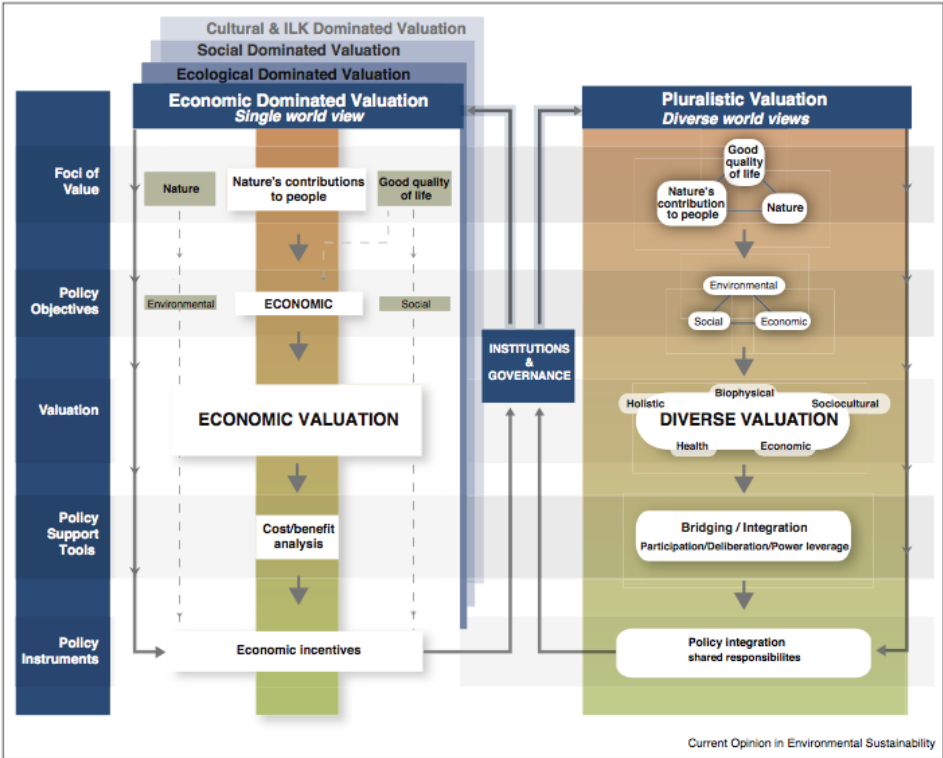 Cultural & ILK Dominated Valuation
Social Dominated Valuation
Ecological Dominated Valuation
Economic Dominated Valuation
Single world view
Pluralistic Valuation
Diverse world views
Foci of
Value
Nature
Nature's contributions
to people
Good quality
of life
Good
quality
of life
Nature's
contribution
to people
Nature
Policy
Objectives
Environmental
ECONOMIC
Social
Environmental
Social
Economic
INSTITUTIONS
&
GOVERNANCE
Valuation
ECONOMIC VALUATION
Holistic
Biophysical
Sociocultural
DIVERSE VALUATION
Health
Economic
Policy
Support
Tools
Cost/benefit
analysis
Bridging / Integration
Participation/Deliberation/Power leverage
Policy
Instruments
Economic incentives
Policy integration
shared responsibilites
Current Opinion in Environmental Sustainability